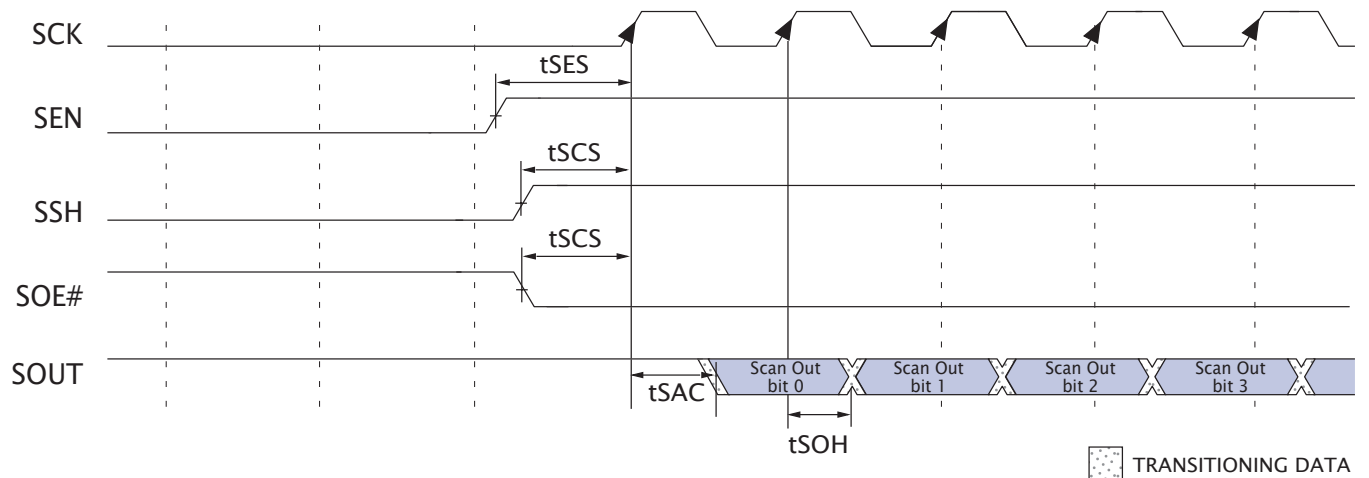 SCK
tSES
SEN
tSCS
SSH
tSCS
SOE#
SOUT
Scan Out
bit 0
Scan Out
bit 1
Scan Out
bit 2
Scan Out
bit 3
tSAC
tSOH
TRANSITIONING DATA